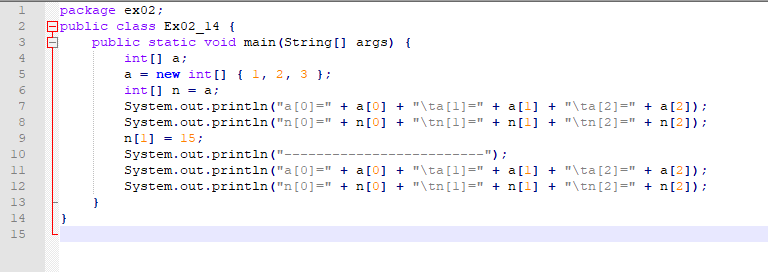 1 package ex02;
2 public class Ex02_14 {
3 public static void main(String[] args) {
4 int[] a;
5 a = new int[] { 1, 2, 3 };
6 int[] n = a;
7 System.out.println("a[0]=" + a[0] + "\ta[1]=" + a[1] + "\ta[2]=" + a[2]);
8 System.out.println("n[0]=" + n[0] + "\tn[1]=" + n[1] + "\tn[2]=" + n[2]);
9 n[1] = 15;
10 System.out.println("-------------------------");
11 System.out.println("a[0]=" + a[0] + "\ta[1]=" + a[1] + "\ta[2]=" + a[2]);
12 System.out.println("n[0]=" + n[0] + "\tn[1]=" + n[1] + "\tn[2]=" + n[2]);
13 }
14 }
15